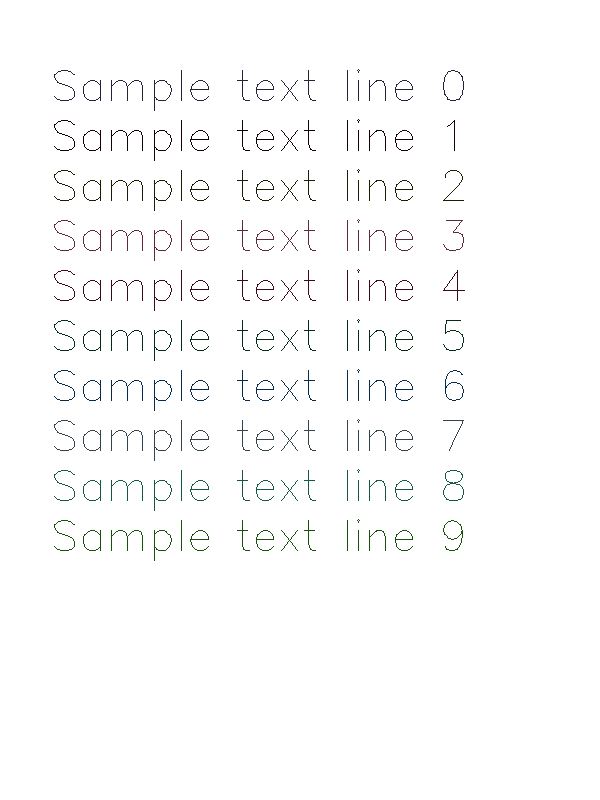 Sample text line 0
Sample text line 1
Sample text line 2
Sample text line 3
Sample text line 4
Sample text line 5
Sample text line 6
Sample text line 7
Sample text line 8
Sample text line 9